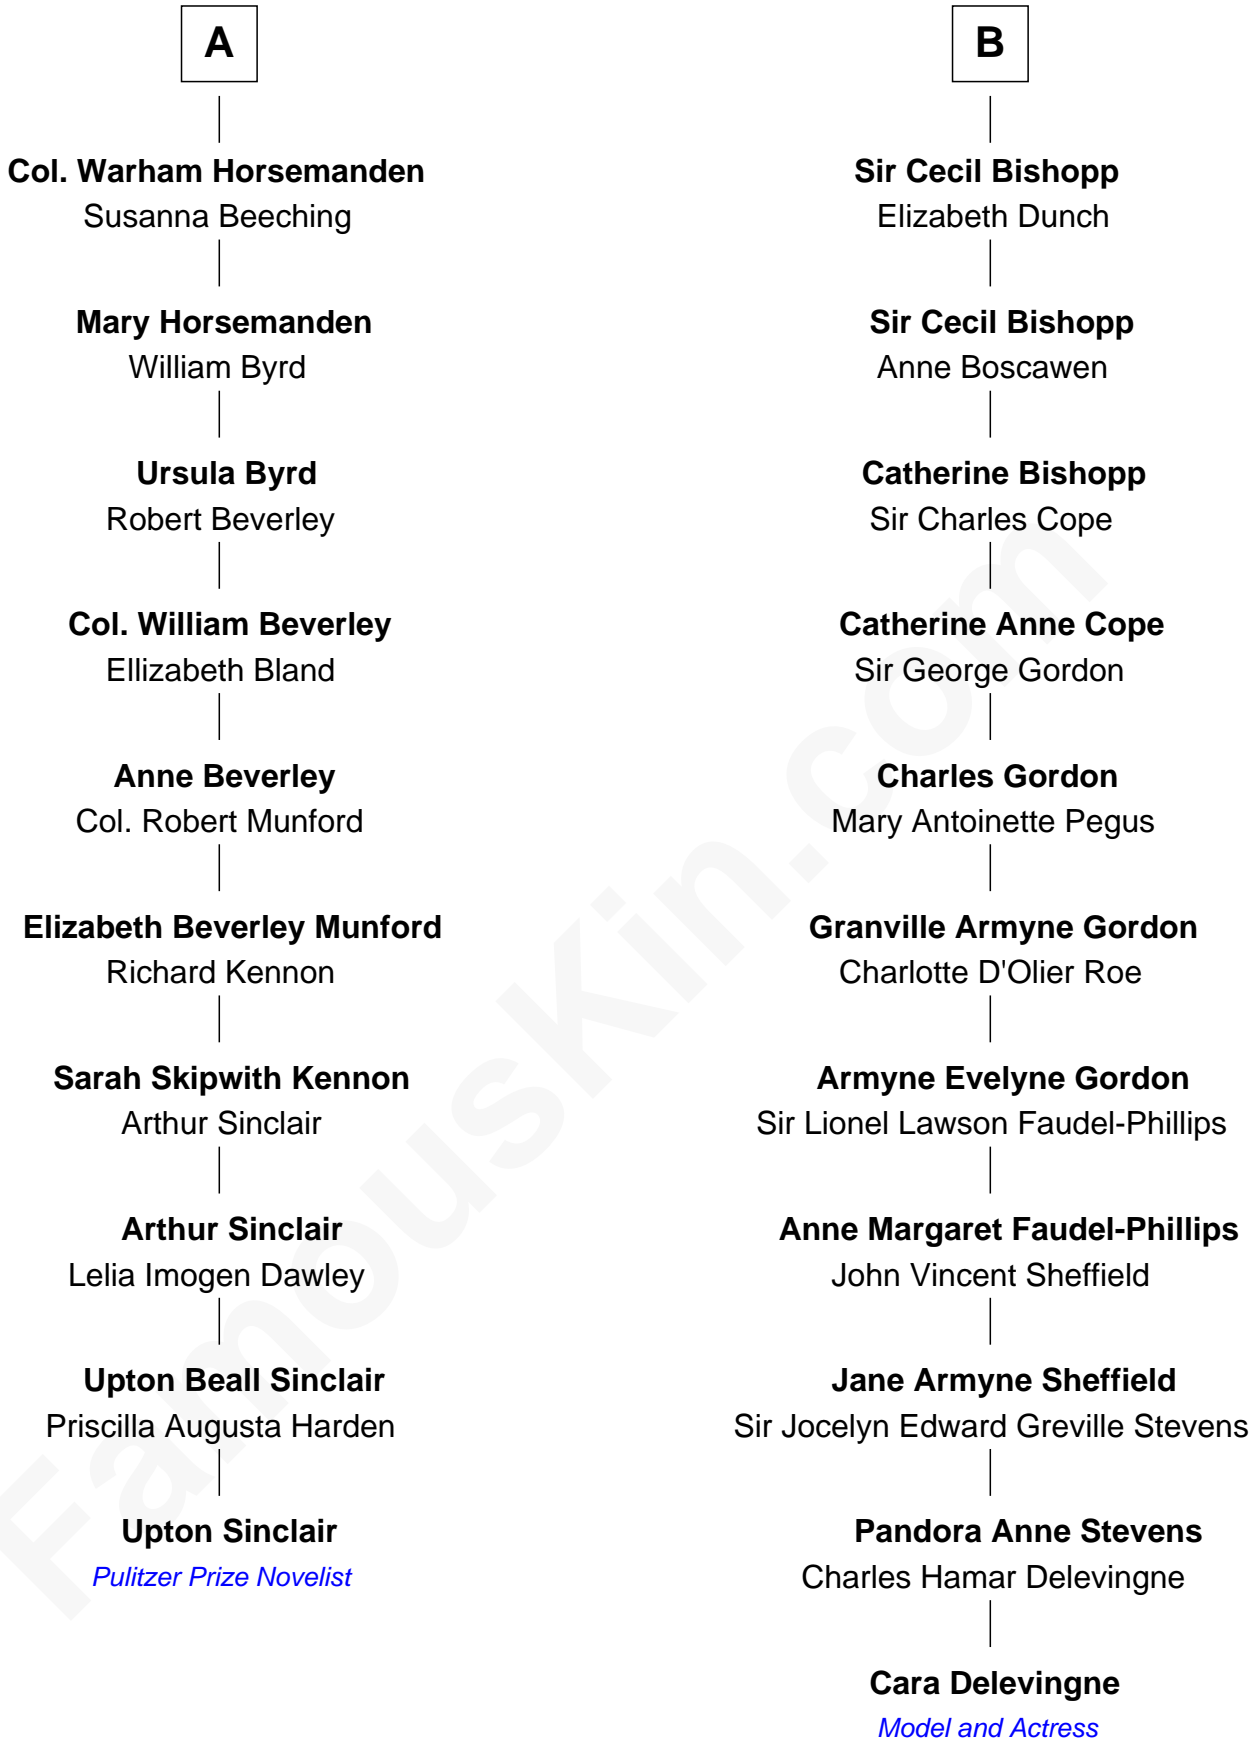 A
Col. Warham Horsemanden
Susanna Beeching
Mary Horsemanden
William Byrd
Ursula Byrd
Robert Beverley
Col. William Beverley
Ellizabeth Bland
Anne Beverley
Col. Robert Munford
Elizabeth Beverley Munford
Richard Kennon
Sarah Skipwith Kennon
Arthur Sinclair
Arthur Sinclair
Lelia Imogen Dawley
Upton Beall Sinclair
Priscilla Augusta Harden
Upton Sinclair
Pulitzer Prize Novelist
B
Sir Cecil Bishopp
Elizabeth Dunch
Sir Cecil Bishopp
Anne Boscawen
Catherine Bishopp
Sir Charles Cope
Catherine Anne Cope
Sir George Gordon
Charles Gordon
Mary Antoinette Pegus
Granville Armyne Gordon
Charlotte D'Olier Roe
Armyne Evelyne Gordon
Sir Lionel Lawson Faudel-Phillips
Anne Margaret Faudel-Phillips
John Vincent Sheffield
Jane Armyne Sheffield
Sir Jocelyn Edward Greville Stevens
Pandora Anne Stevens
Charles Hamar Delevingne
Cara Delevingne
Model and Actress
FamousKin.com